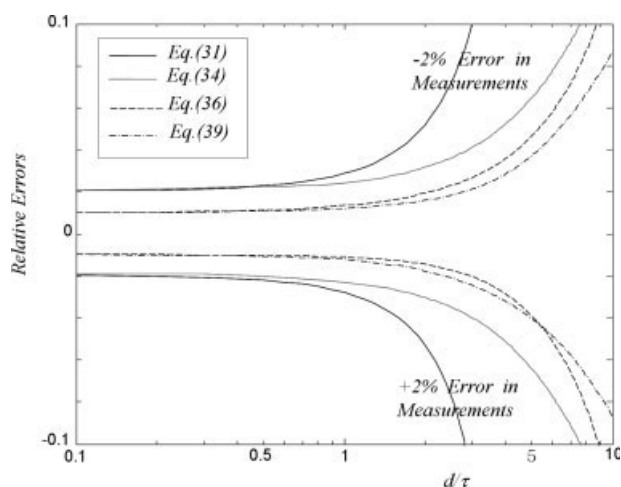 0.1
Eq.(31)
Eq.(34)
Eq.(36)
Eq.(39)
-2% Error in
Measurements
Relative Errors
0
+2% Error in
Measurements
-0.1
0.1 0.5 1 5 10
d/τ